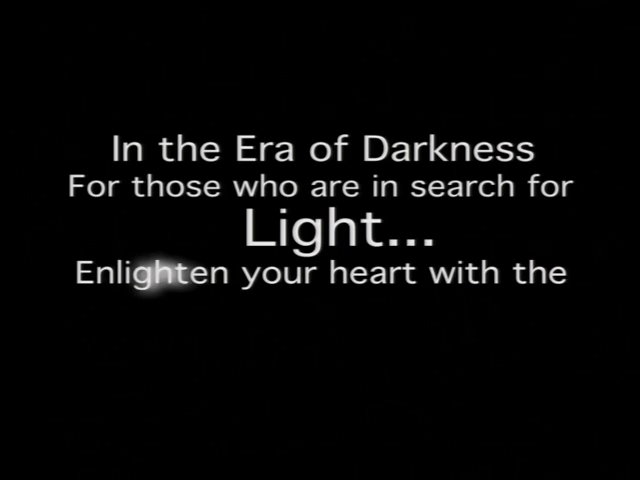 In the Era of Darkness
For those who are in search for
Light...
Enlighten your heart with the